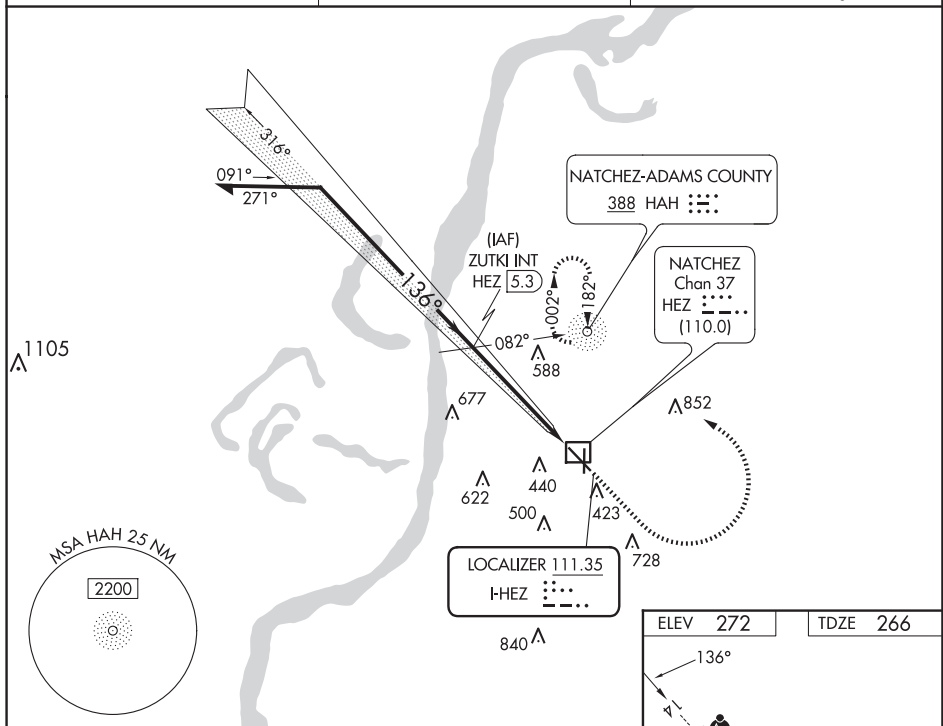 316°
091°
271°
136°
NATCHEZ-ADAMS COUNTY
388 HAH
(IAF)
ZUTKI INT
HEZ 5.3
NATCHEZ
Chan 37
HEZ
(110.0)
002°
182°
082°
588
1105
677
852
622
440
500
423
728
LOCALIZER 111.35
I-HEZ
840
MSA HAH 25 NM
2200
ELEV 272
TDZE 266
136°
14